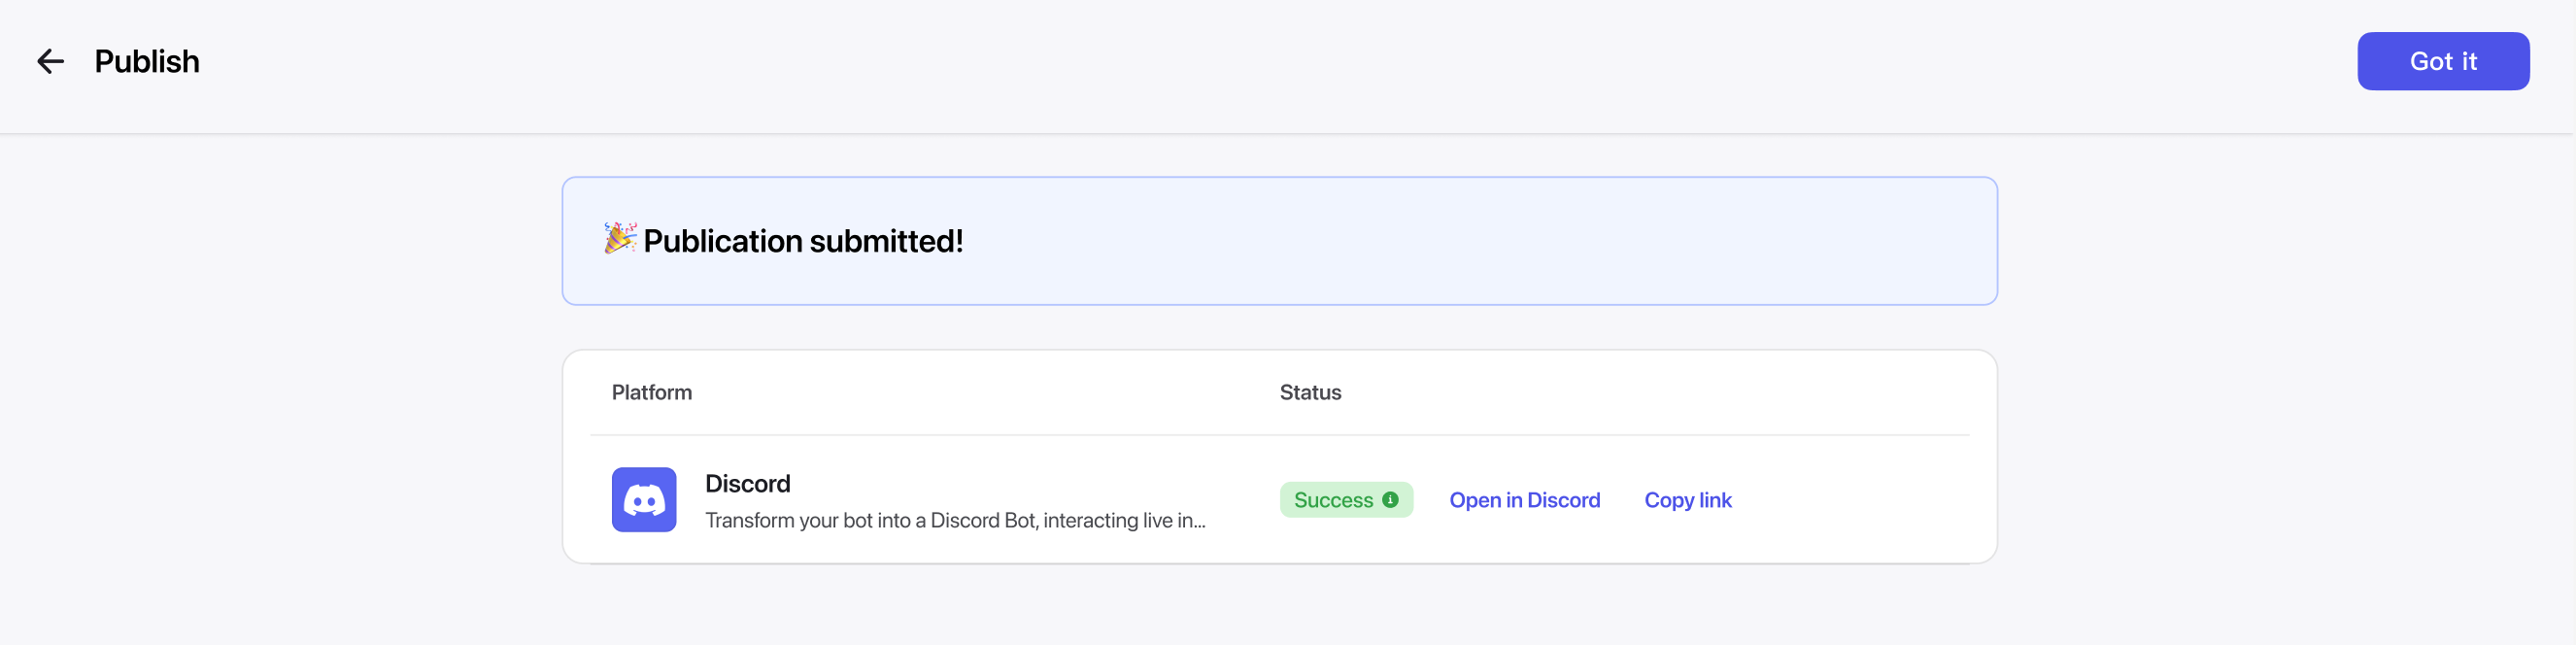 Publish
Got it
🎉 Publication submitted!
Platform Status
Discord
Transform your bot into a Discord Bot, interacting live in...
Success Open in Discord Copy link